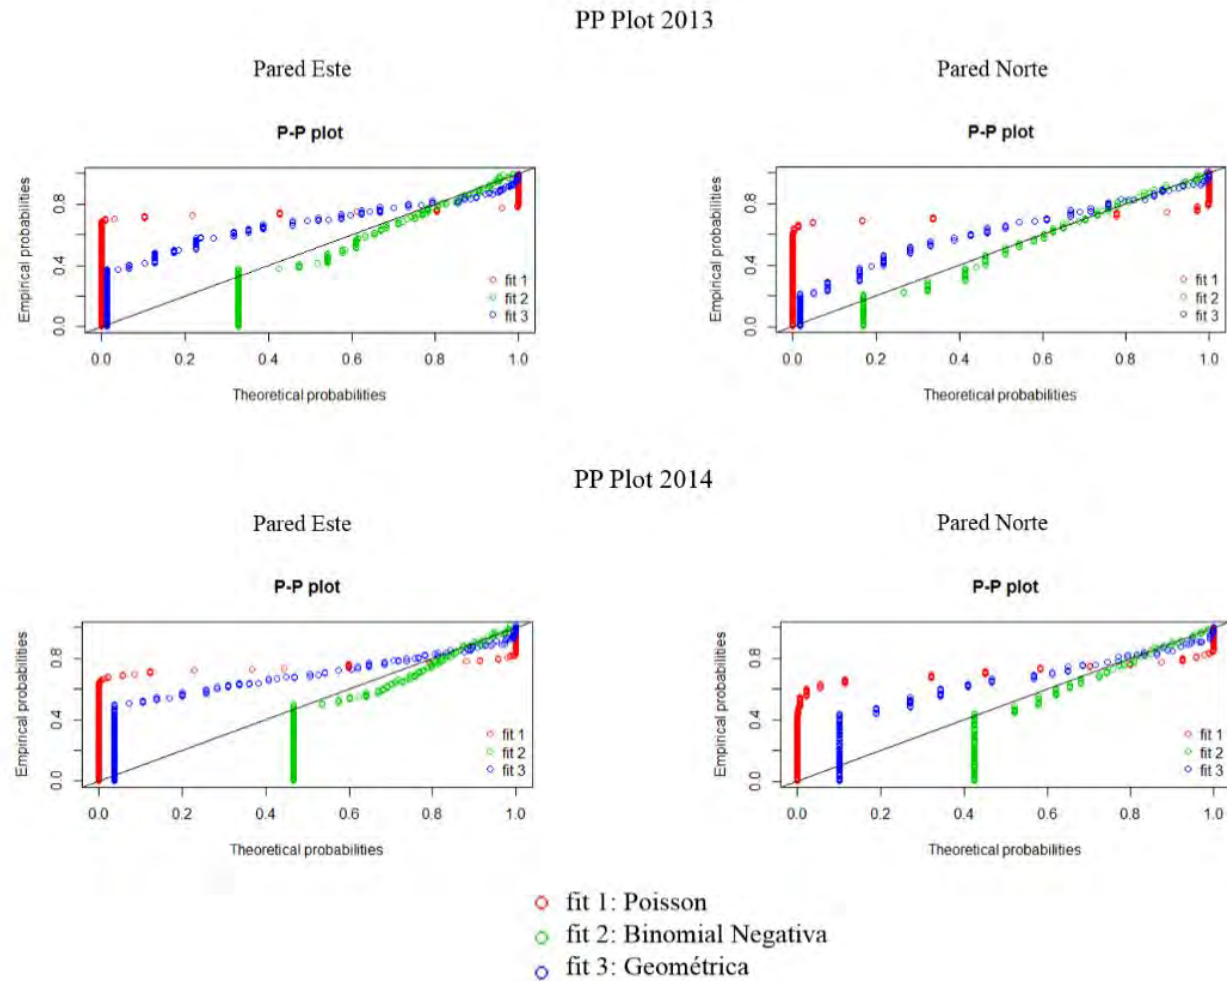 PP Plot 2013
Pared Este
P-P plot
Empirical probabilities
0.8
0.4
0.0
fit 1
fit 2
fit 3
0.0 0.2 0.4 0.6 0.8 1.0
Theoretical probabilities
Pared Norte
P-P plot
Empirical probabilities
0.8
0.4
0.0
fit 1
fit 2
fit 3
0.0 0.2 0.4 0.6 0.8 1.0
Theoretical probabilities
PP Plot 2014
Pared Este
P-P plot
Empirical probabilities
0.8
0.4
0.0
fit 1
fit 2
fit 3
0.0 0.2 0.4 0.6 0.8 1.0
Theoretical probabilities
Pared Norte
P-P plot
Empirical probabilities
0.8
0.4
0.0
fit 1
fit 2
fit 3
0.0 0.2 0.4 0.6 0.8 1.0
Theoretical probabilities
fit 1: Poisson
fit 2: Binomial Negativa
fit 3: Geométrica